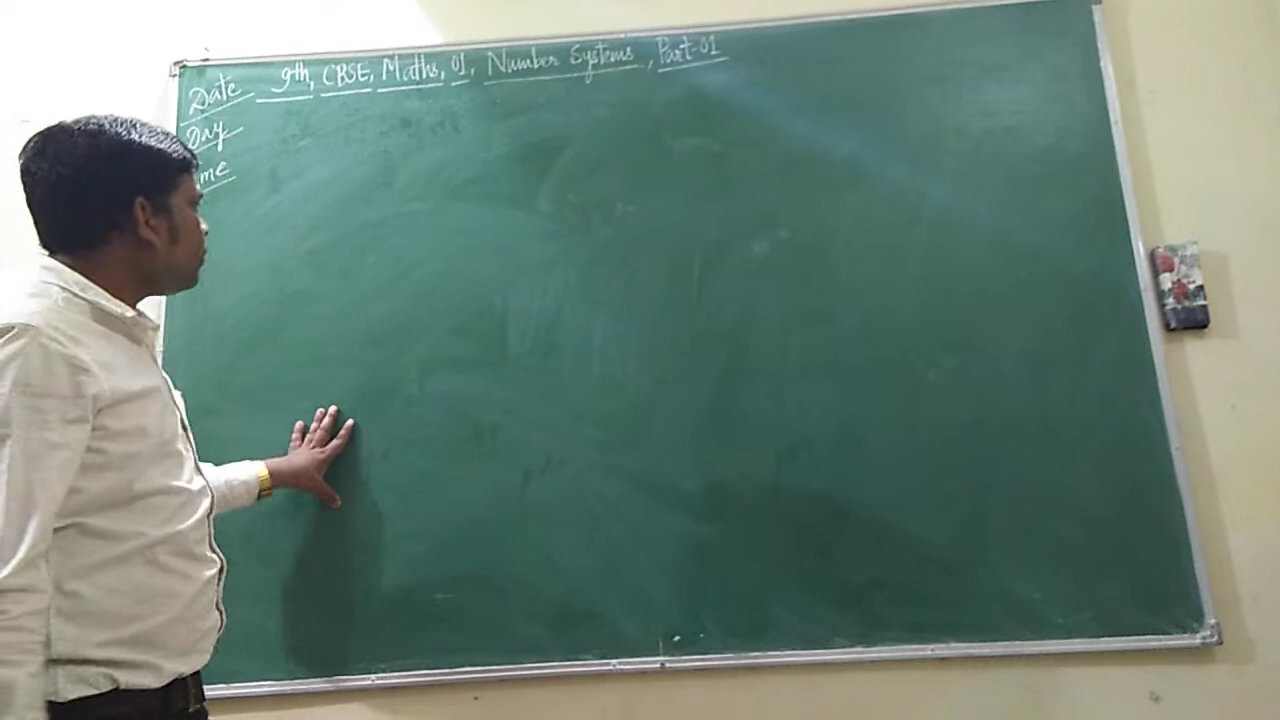 Date 9th, CBSE, Maths, 01, Number Systems, Part-01
Day
me